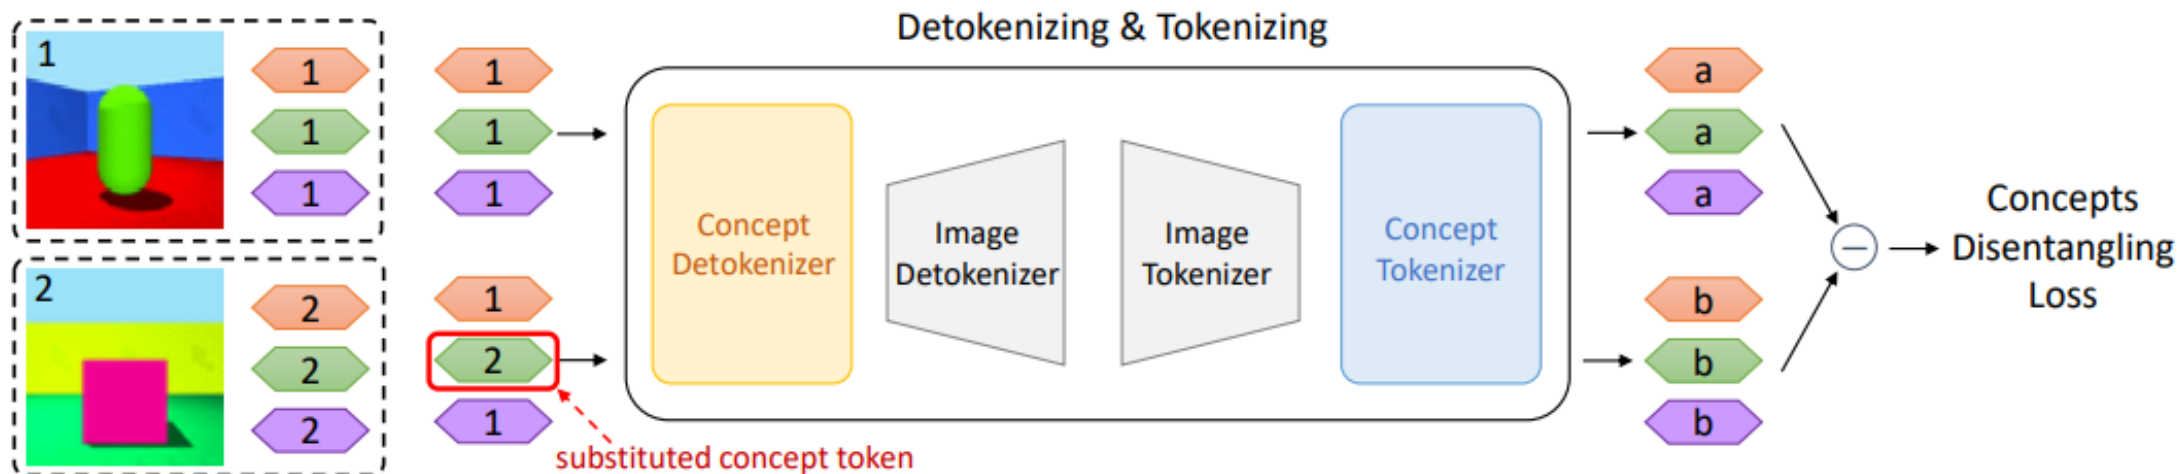 Detokenizing & Tokenizing
1
1
1
1
1
1
1
2
2
2
2
1
2
1
substituted concept token
Concept
Detokenizer
Image
Detokenizer
Image
Tokenizer
Concept
Tokenizer
a
a
a
b
b
b
Concepts
Disentangling
Loss